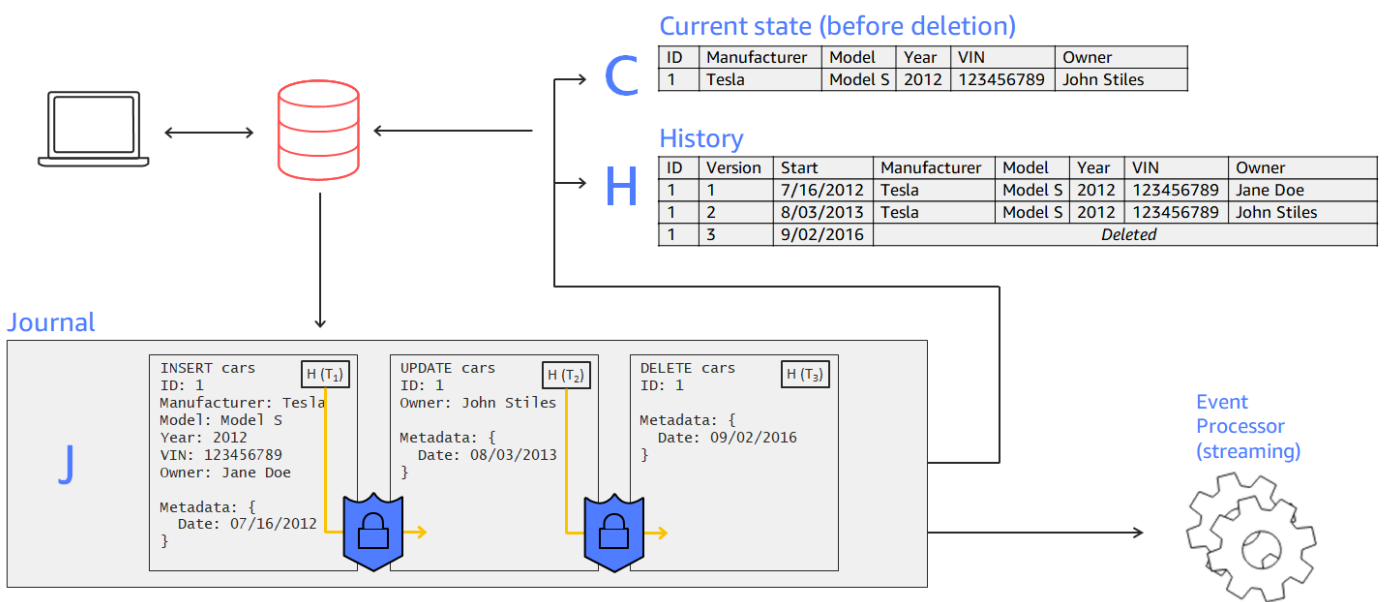 Current state (before deletion)
C
ID Manufacturer Model Year VIN Owner
1 Tesla Model S 2012 123456789 John Stiles
History
H
ID Version Start Manufacturer Model Year VIN Owner
1 1 7/16/2012 Tesla Model S 2012 123456789 Jane Doe
1 2 8/03/2013 Tesla Model S 2012 123456789 John Stiles
1 3 9/02/2016 Deleted
Journal
J
INSERT cars
H (T₁)
ID: 1
Manufacturer: Tesla
Model: Model S
Year: 2012
VIN: 123456789
Owner: Jane Doe
Metadata: {
Date: 07/16/2012
}
UPDATE cars
H (T₂)
ID: 1
Owner: John Stiles
Metadata: {
Date: 08/03/2013
}
DELETE cars
H (T₃)
ID: 1
Metadata: {
Date: 09/02/2016
}
Event
Processor
(streaming)